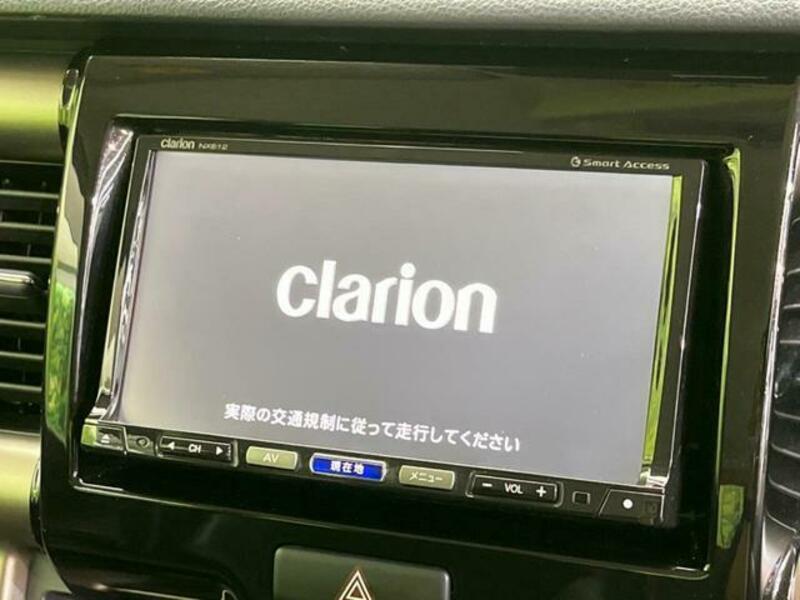 clarion NX612
Smart Access
clarion
実際の交通規制に従って走行してください
CH
AV
現在地
メニュー
− VOL +